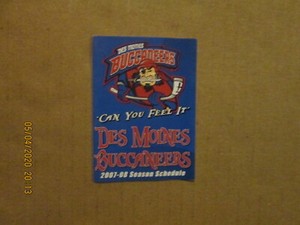 DES MOINES
BUCCANEERS
"CAN YOU FEEL IT"
DES MOINES
BUCCANEERS
2007-08 Season Schedule
05/04/2020 20:13